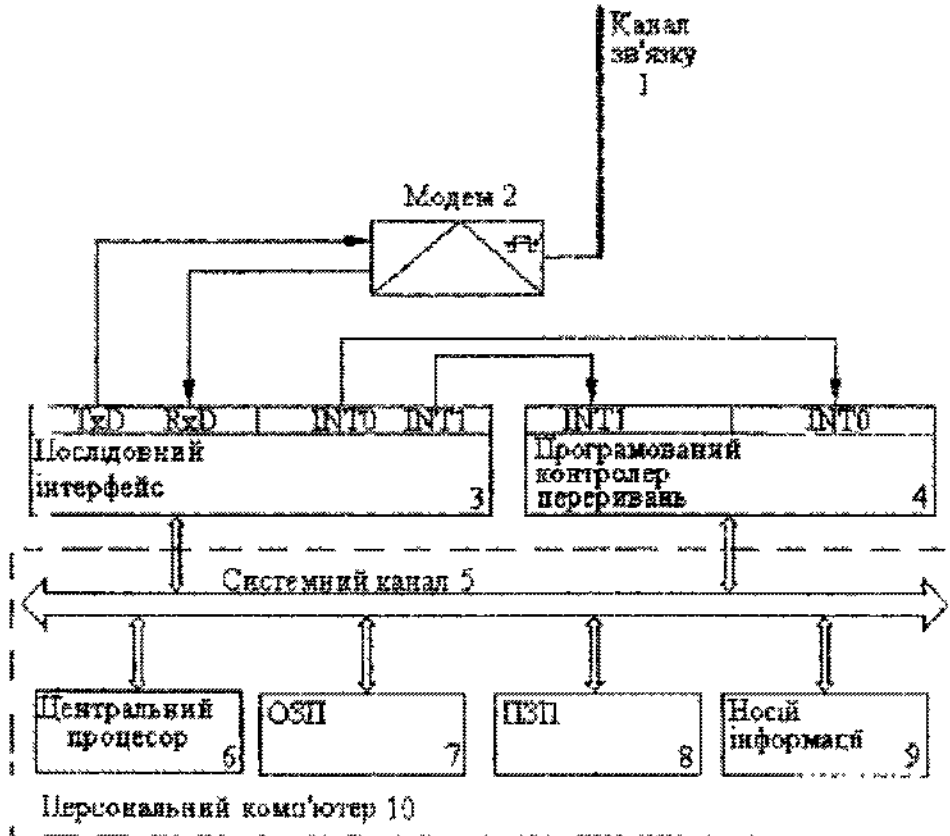 Канал
зв'язку
1
Модем 2
TxD RxD INT0 INT1
INT1 INT0
Послідовний
інтерфейс
3
Програмований
контролер
переривань
4
Системний канал 5
Центральний
процесор
6
ОЗП
7
ПЗП
8
Носій
інформації
9
Персональний комп'ютер 10